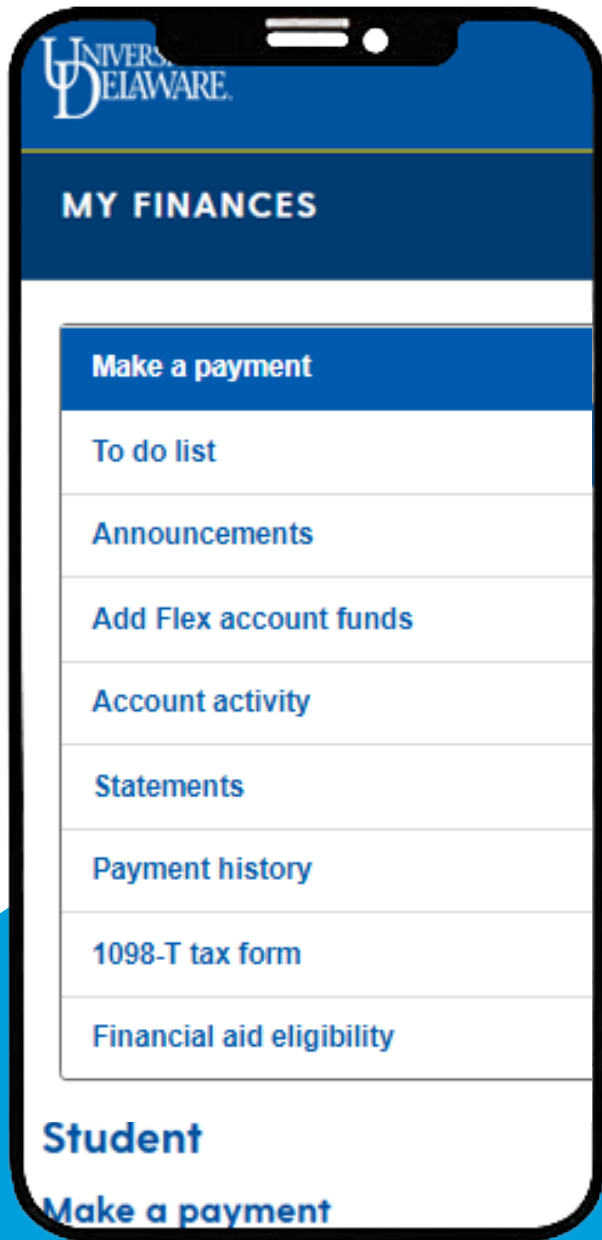 UNIVERS
DELAWARE.
MY FINANCES
Make a payment
To do list
Announcements
Add Flex account funds
Account activity
Statements
Payment history
1098-T tax form
Financial aid eligibility
Student
Make a payment